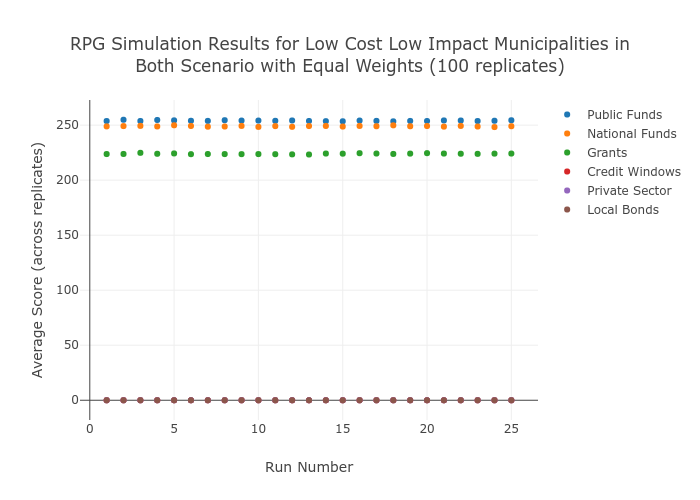 RPG Simulation Results for Low Cost Low Impact Municipalities in
Both Scenario with Equal Weights (100 replicates)
Average Score (across replicates)
250
200
150
100
50
0
0
5
10
15
20
25
Run Number
Public Funds
National Funds
Grants
Credit Windows
Private Sector
Local Bonds